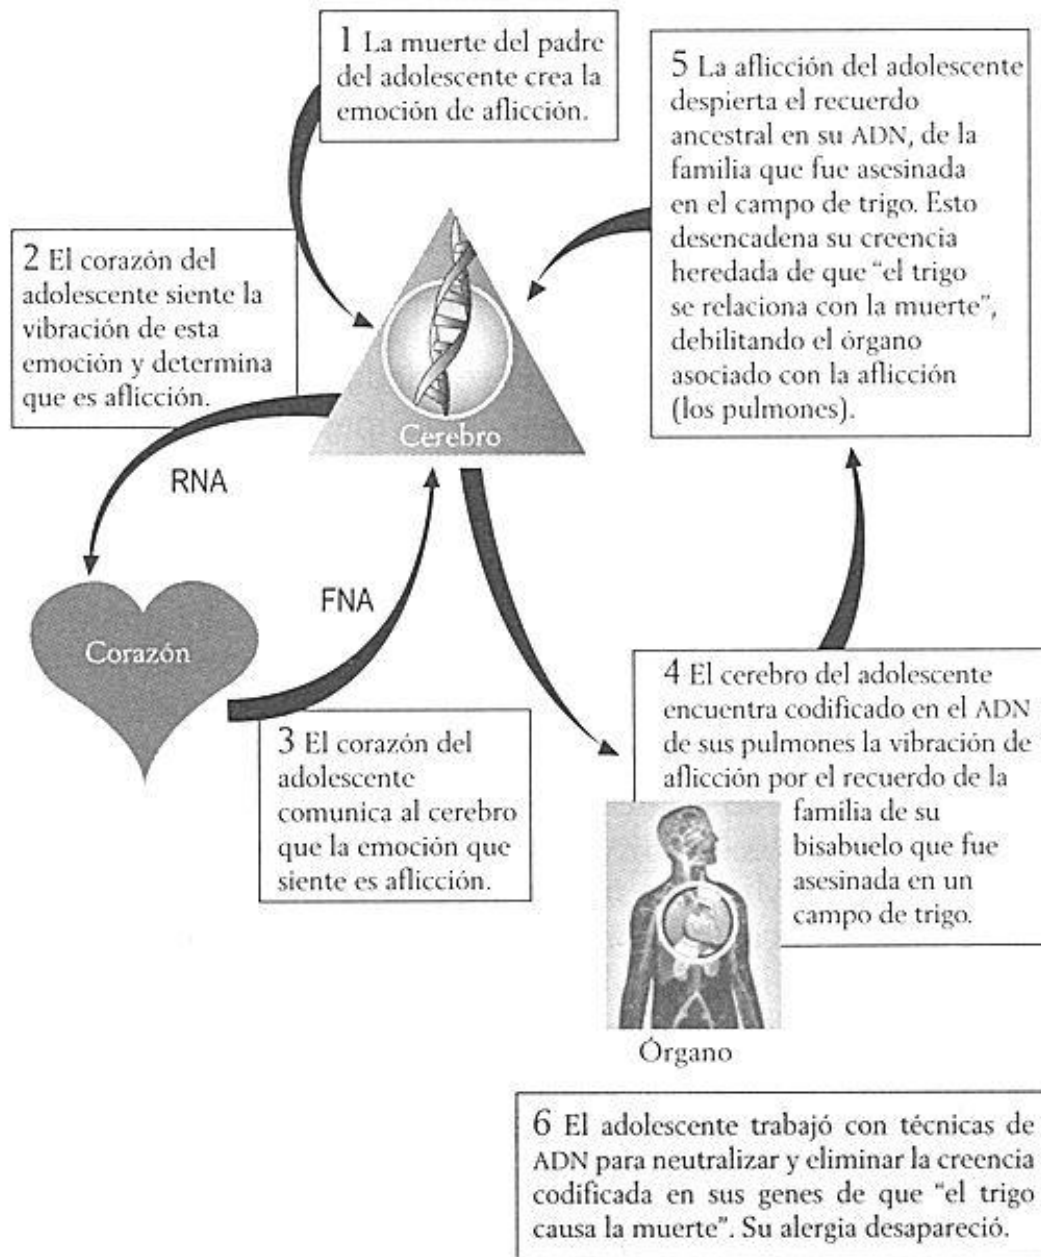 1 La muerte del padre
del adolescente crea la
emoción de aflicción.
2 El corazón del
adolescente siente la
vibración de esta
emoción y determina
que es aflicción.
Cerebro
RNA
Corazón
FNA
3 El corazón del
adolescente
comunica al cerebro
que la emoción que
siente es aflicción.
4 El cerebro del adolescente
encuentra codificado en el ADN
de sus pulmones la vibración de
aflicción por el recuerdo de la
familia de su
bisabuelo que fue
asesinada en un
campo de trigo.
Órgano
5 La aflicción del adolescente
despierta el recuerdo
ancestral en su ADN, de la
familia que fue asesinada
en el campo de trigo. Esto
desencadena su creencia
heredada de que “el trigo
se relaciona con la muerte”,
debilitando el órgano
asociado con la aflicción
(los pulmones).
6 El adolescente trabajó con técnicas de
ADN para neutralizar y eliminar la creencia
codificada en sus genes de que “el trigo
causa la muerte”. Su alergia desapareció.